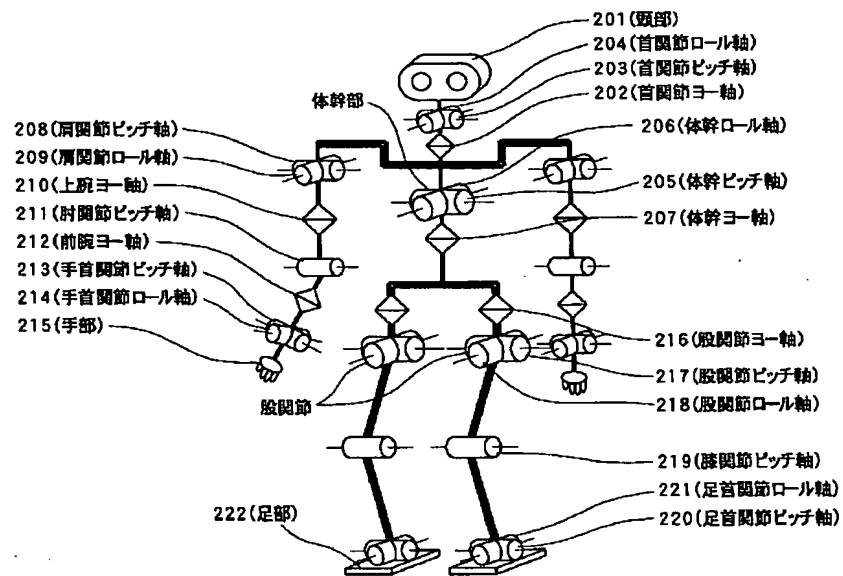 201(頭部)
204(首関節ロール軸)
203(首関節ピッチ軸)
202(首関節ヨー軸)
体幹部
206(体幹ロール軸)
205(体幹ピッチ軸)
207(体幹ヨー軸)
208(肩関節ピッチ軸)
209(肩関節ロール軸)
210(上腕ヨー軸)
211(肘関節ピッチ軸)
212(前腕ヨー軸)
213(手首関節ピッチ軸)
214(手首関節ロール軸)
215(手部)
216(股関節ヨー軸)
217(股関節ピッチ軸)
218(股関節ロール軸)
股関節
219(膝関節ピッチ軸)
221(足首関節ロール軸)
220(足首関節ピッチ軸)
222(足部)